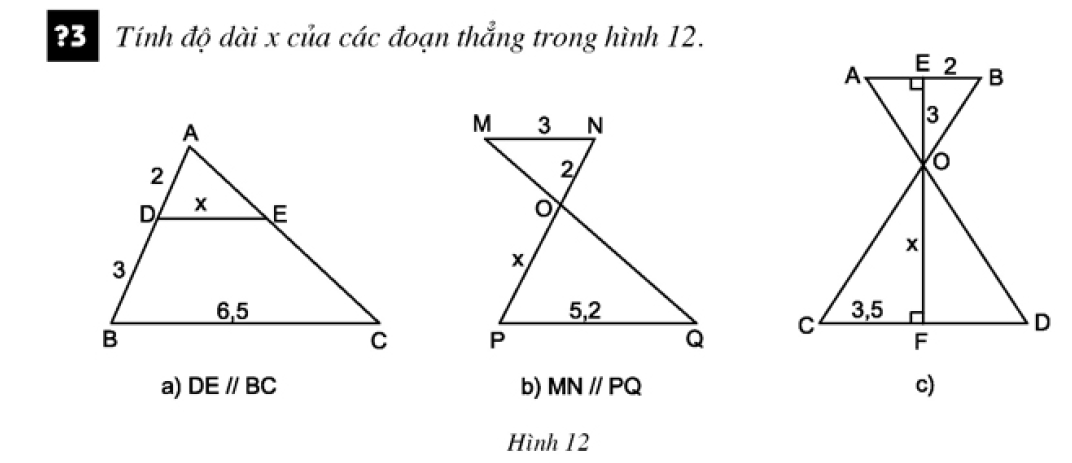 ?3 Tính độ dài x của các đoạn thẳng trong hình 12.
A
2
D x E
3
6,5
B C
a) DE // BC
M 3 N
2
O
x
5,2
P Q
b) MN // PQ
A E 2 B
3
O
x
C 3,5 D
F
c)
Hình 12